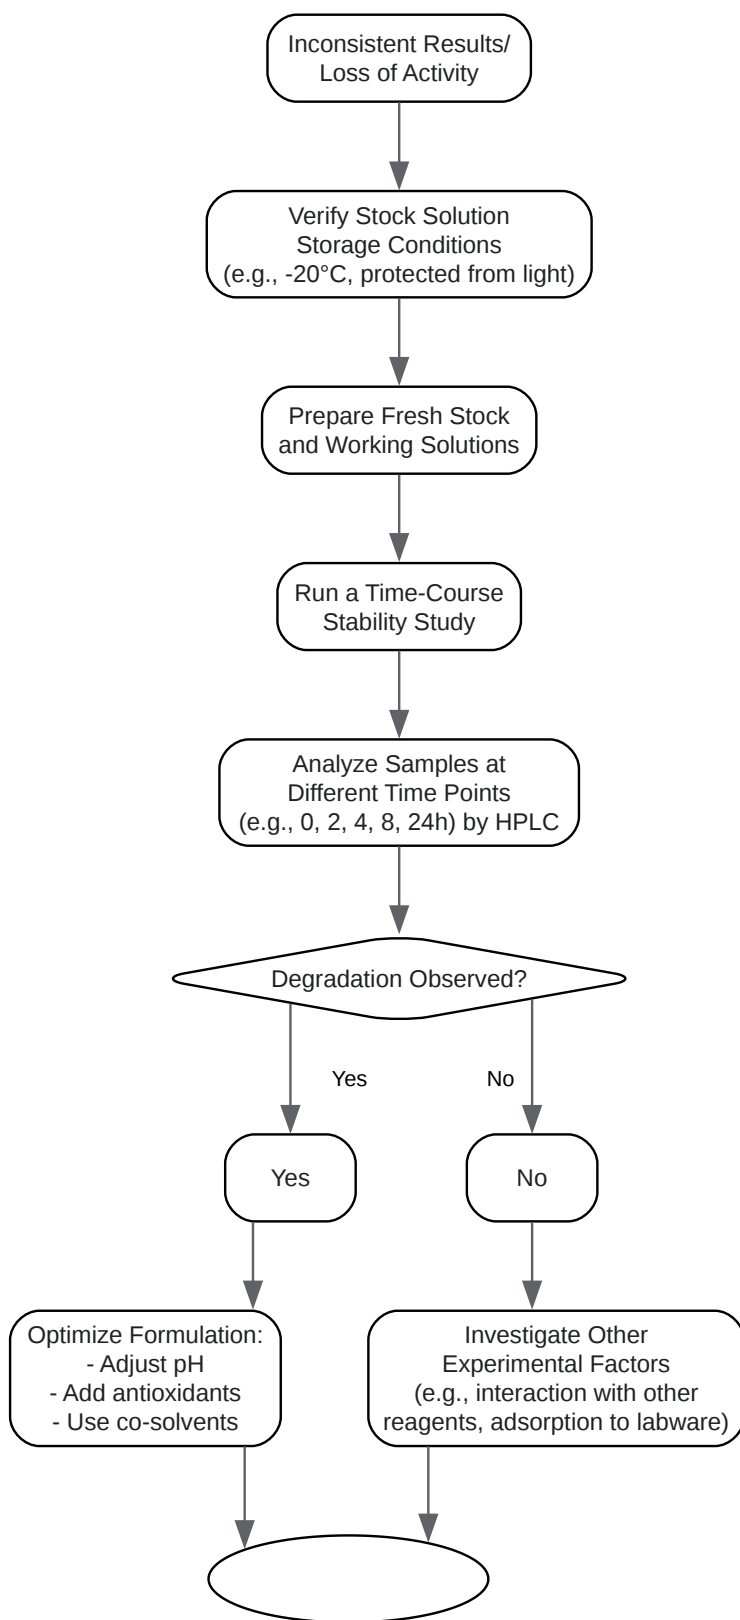 Inconsistent Results/
Loss of Activity
Verify Stock Solution
Storage Conditions
(e.g., -20°C, protected from light)
Prepare Fresh Stock
and Working Solutions
Run a Time-Course
Stability Study
Analyze Samples at
Different Time Points
(e.g., 0, 2, 4, 8, 24h) by HPLC
Degradation Observed?
Yes
No
Yes
No
Optimize Formulation:
- Adjust pH
- Add antioxidants
- Use co-solvents
Investigate Other
Experimental Factors
(e.g., interaction with other
reagents, adsorption to labware)